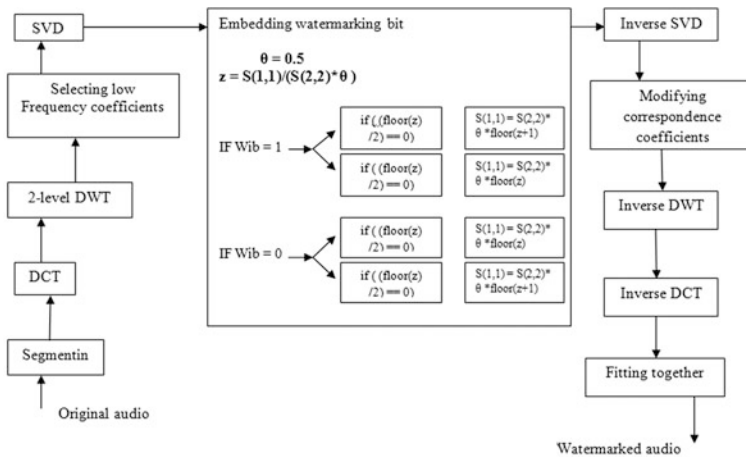 SVD
Selecting low
Frequency coefficients
2-level DWT
DCT
Segmentin
Original audio
Embedding watermarking bit
θ = 0.5
z = S(1,1)/(S(2,2)*θ )
IF Wib = 1
if ( (floor(z)
/2) == 0)
S(1,1) = S(2,2)*
θ *floor(z+1)
if ( (floor(z)
/2) == 0)
S(1,1) = S(2,2)*
θ *floor(z)
IF Wib = 0
if ( (floor(z)
/2) == 0)
S(1,1) = S(2,2)*
θ *floor(z)
if ( (floor(z)
/2) == 0)
S(1,1) = S(2,2)*
θ *floor(z+1)
Inverse SVD
Modifying
correspondence
coefficients
Inverse DWT
Inverse DCT
Fitting together
Watermarked audio